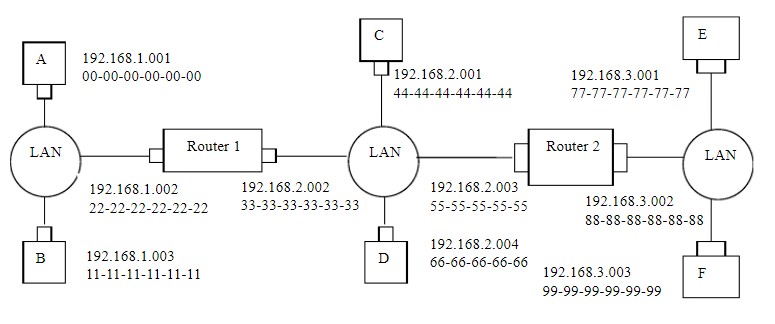 A
192.168.1.001
00-00-00-00-00-00
C
192.168.2.001
44-44-44-44-44-44
E
192.168.3.001
77-77-77-77-77-77
LAN
Router 1
LAN
Router 2
LAN
192.168.1.002
22-22-22-22-22-22
192.168.2.002
33-33-33-33-33-33
192.168.2.003
55-55-55-55-55
192.168.3.002
88-88-88-88-88-88
B
192.168.1.003
11-11-11-11-11-11
D
192.168.2.004
66-66-66-66-66
192.168.3.003
99-99-99-99-99-99
F